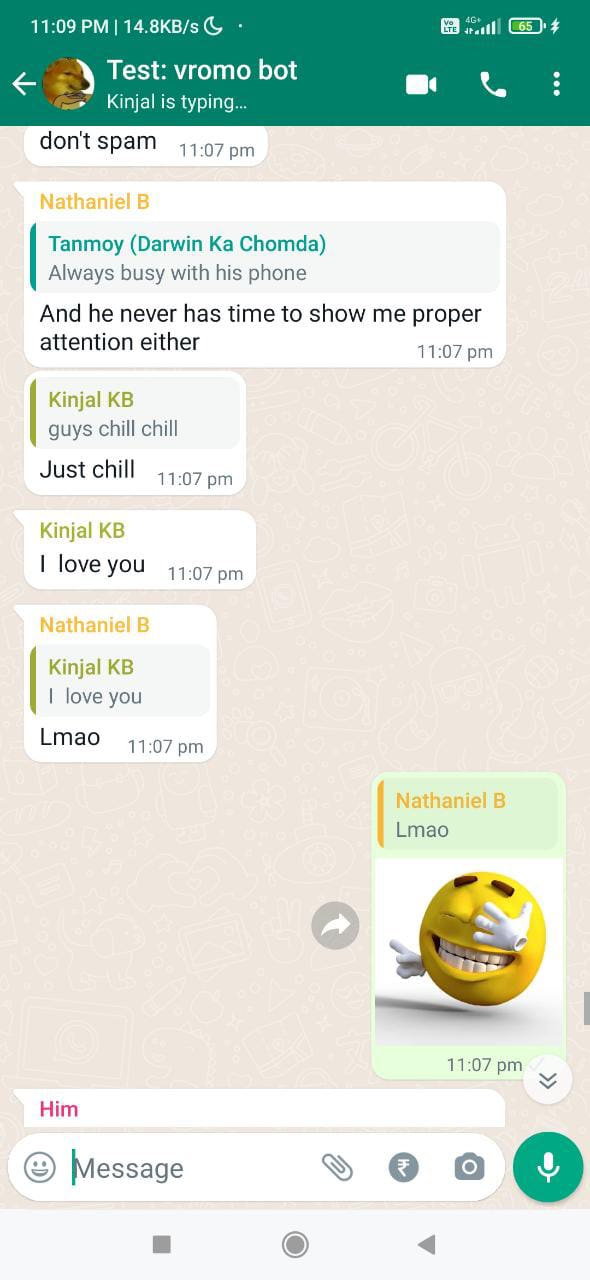 11:09 PM | 14.8KB/s
Vo LTE 4G+ 65
Test: vromo bot
Kinjal is typing...
don't spam 11:07 pm
Nathaniel B
Tanmoy (Darwin Ka Chomda)
Always busy with his phone
And he never has time to show me proper
attention either 11:07 pm
Kinjal KB
guys chill chill
Just chill 11:07 pm
Kinjal KB
I love you 11:07 pm
Nathaniel B
Kinjal KB
I love you
Lmao 11:07 pm
Nathaniel B
Lmao
11:07 pm
Him
Message ₹